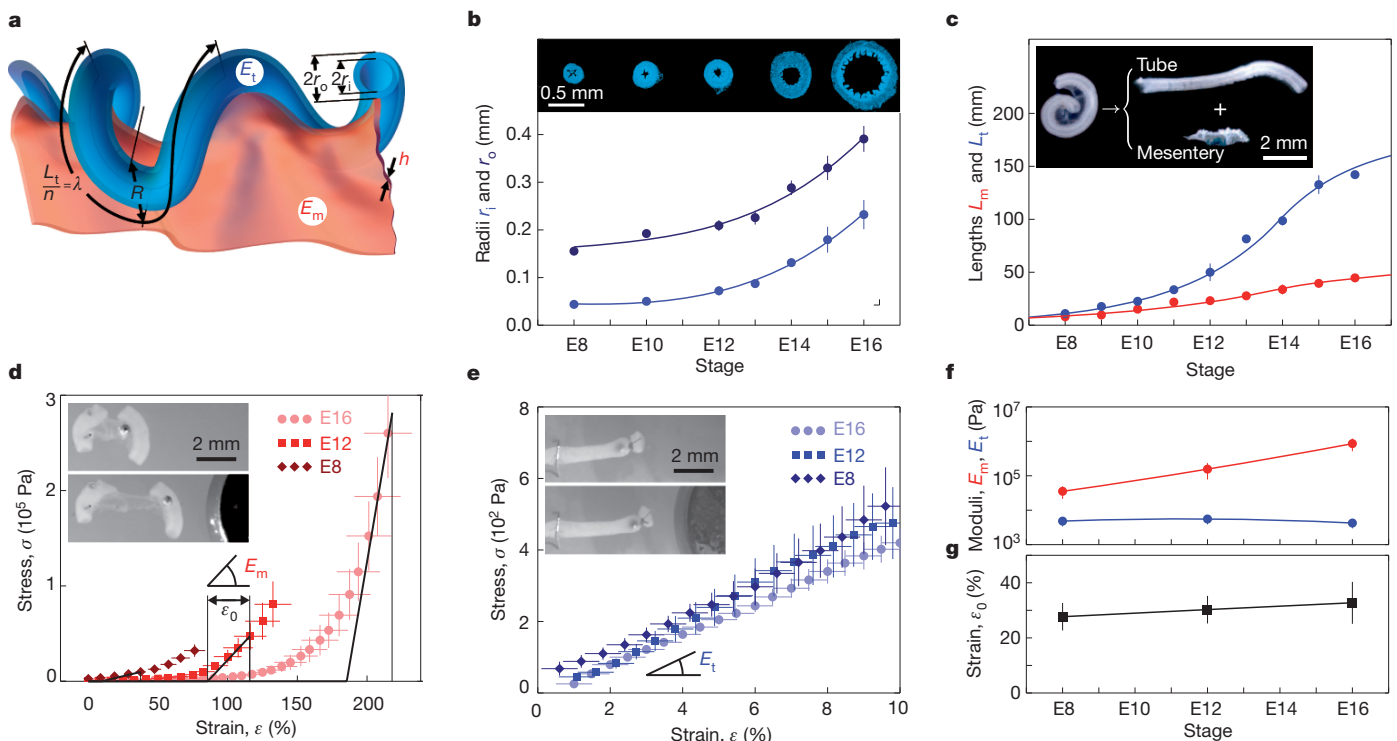 a
2rₒ
2rᵢ
Eₜ
h
Lₜ/n = λ
R
Eₘ
b
0.5 mm
Radii rᵢ and rₒ (mm)
0.4
0.3
0.2
0.1
0.0
E8 E10 E12 E14 E16
Stage
c
Tube
+
Mesentery
2 mm
Lengths Lₘ and Lₜ (mm)
200
150
100
50
0
E8 E10 E12 E14 E16
Stage
d
2 mm
E16
E12
E8
Eₘ
ε₀
Stress, σ (10⁵ Pa)
3
2
1
0
0 50 100 150 200
Strain, ε (%)
e
2 mm
E16
E12
E8
Eₜ
Stress, σ (10² Pa)
8
6
4
2
0
0 2 4 6 8 10
Strain, ε (%)
f
Moduli, Eₘ, Eₜ (Pa)
10⁷
10⁵
10³
g
Strain, ε₀ (%)
40
20
0
E8 E10 E12 E14 E16
Stage